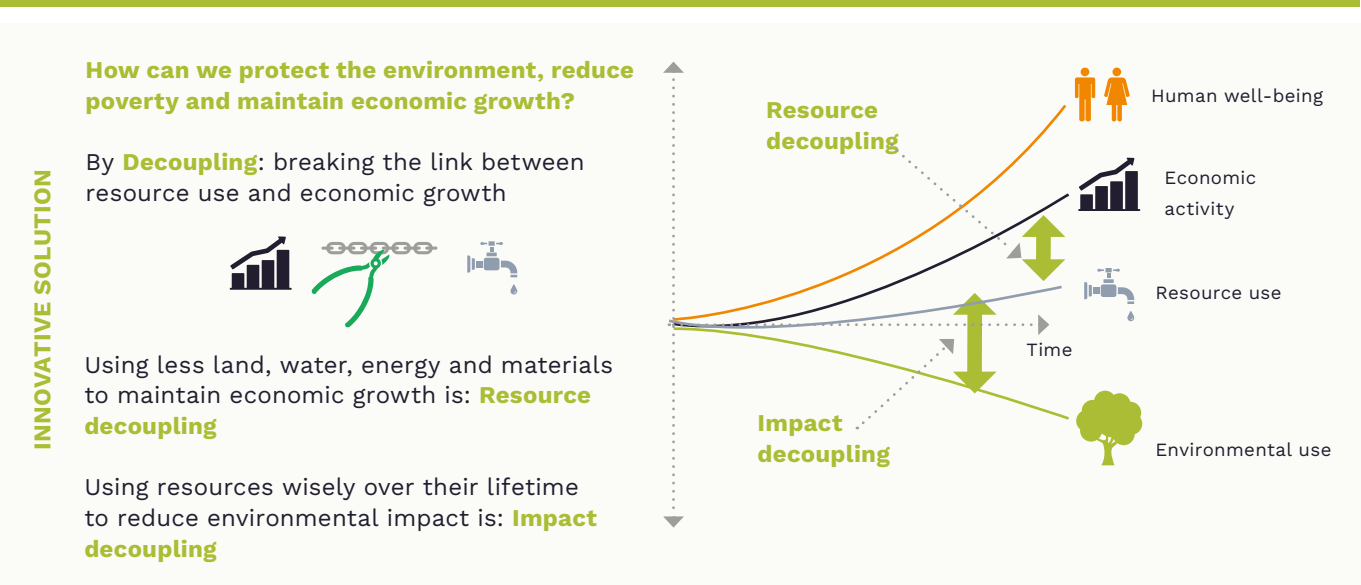 INNOVATIVE SOLUTION
How can we protect the environment, reduce
poverty and maintain economic growth?
By Decoupling: breaking the link between
resource use and economic growth
Using less land, water, energy and materials
to maintain economic growth is: Resource
decoupling
Using resources wisely over their lifetime
to reduce environmental impact is: Impact
decoupling
Resource
decoupling
Human well-being
Economic
activity
Resource use
Time
Impact
decoupling
Environmental use